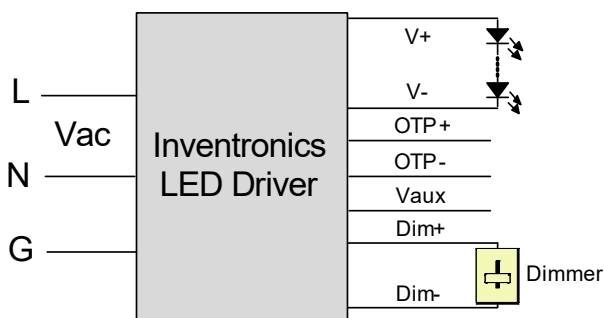 L
Vac
N
G
Inventronics
LED Driver
V+
V-
OTP+
OTP-
Vaux
Dim+
Dim-
Dimmer